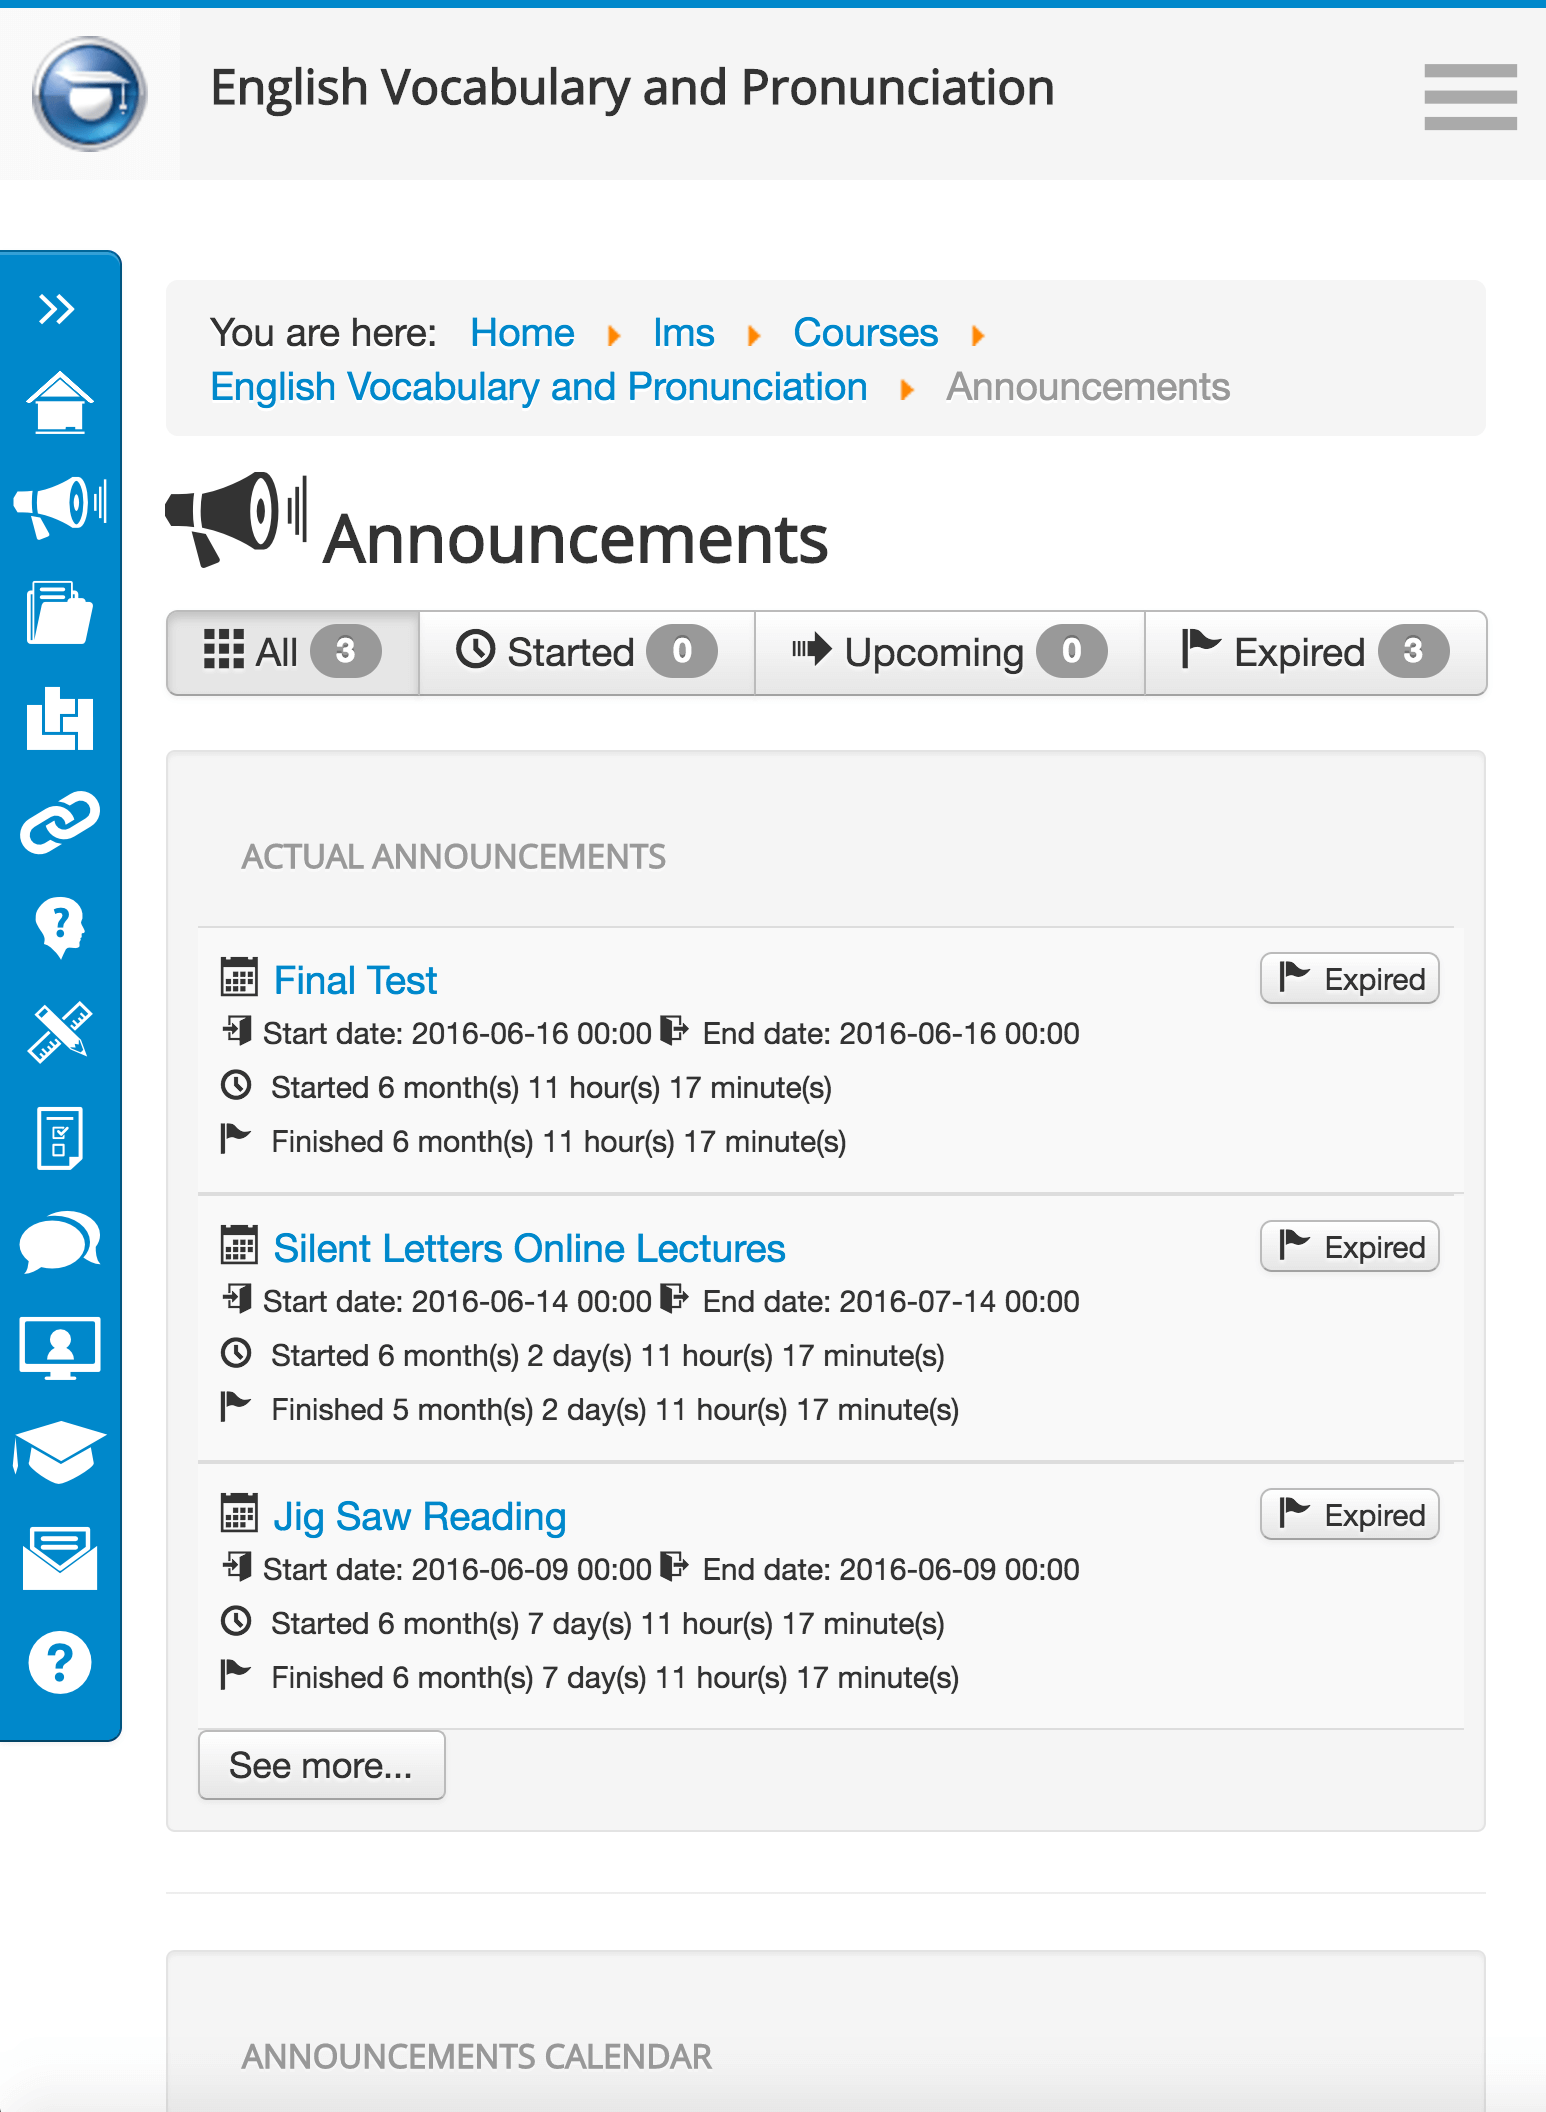 English Vocabulary and Pronunciation
You are here: Home lms Courses
English Vocabulary and Pronunciation Announcements
Announcements
All 3 Started 0 Upcoming 0 Expired 3
ACTUAL ANNOUNCEMENTS
Final Test Expired
Start date: 2016-06-16 00:00 End date: 2016-06-16 00:00
Started 6 month(s) 11 hour(s) 17 minute(s)
Finished 6 month(s) 11 hour(s) 17 minute(s)
Silent Letters Online Lectures Expired
Start date: 2016-06-14 00:00 End date: 2016-07-14 00:00
Started 6 month(s) 2 day(s) 11 hour(s) 17 minute(s)
Finished 5 month(s) 2 day(s) 11 hour(s) 17 minute(s)
Jig Saw Reading Expired
Start date: 2016-06-09 00:00 End date: 2016-06-09 00:00
Started 6 month(s) 7 day(s) 11 hour(s) 17 minute(s)
Finished 6 month(s) 7 day(s) 11 hour(s) 17 minute(s)
See more...
ANNOUNCEMENTS CALENDAR